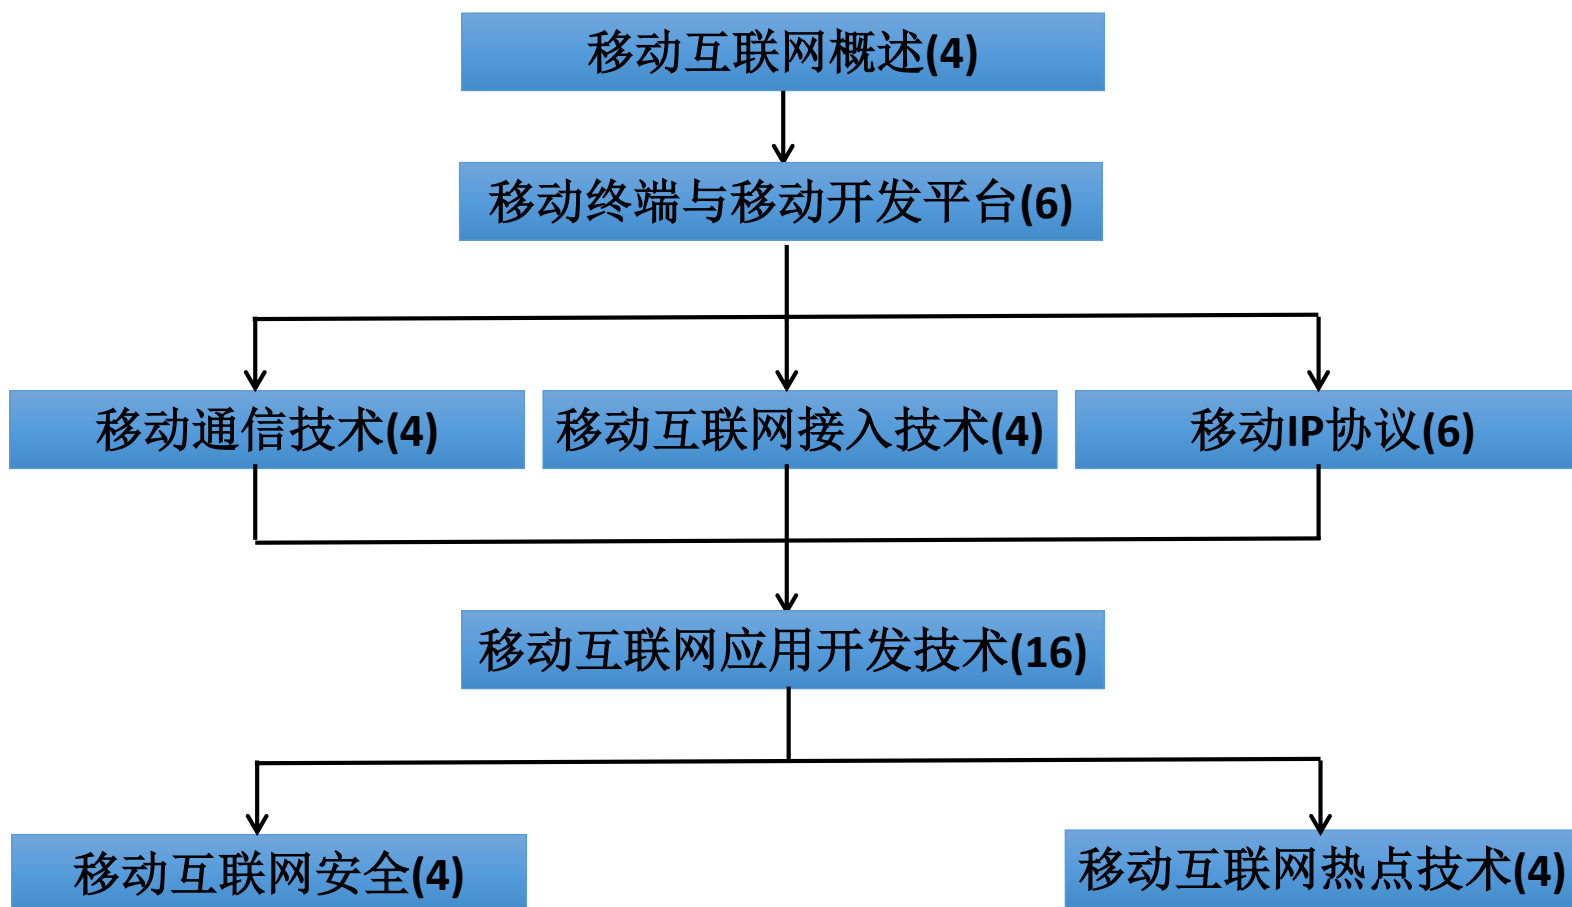 移动互联网概述(4)
移动终端与移动开发平台(6)
移动通信技术(4)
移动互联网接入技术(4)
移动IP协议(6)
移动互联网应用开发技术(16)
移动互联网安全(4)
移动互联网热点技术(4)